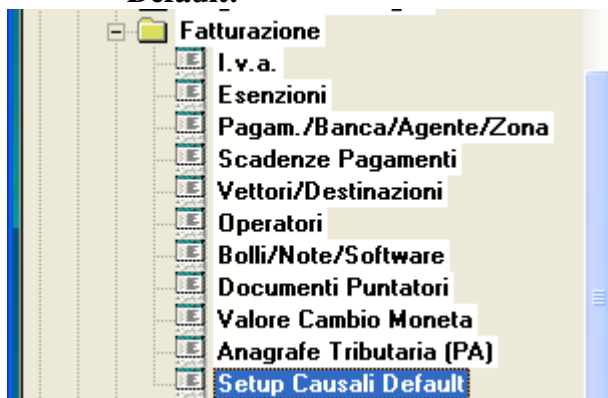 Default.
Fatturazione
I.v.a.
Esenzioni
Pagam./Banca/Agente/Zona
Scadenze Pagamenti
Vettori/Destinazioni
Operatori
Bolli/Note/Software
Documenti Puntatori
Valore Cambio Moneta
Anagrafe Tributaria (PA)
Setup Causali Default